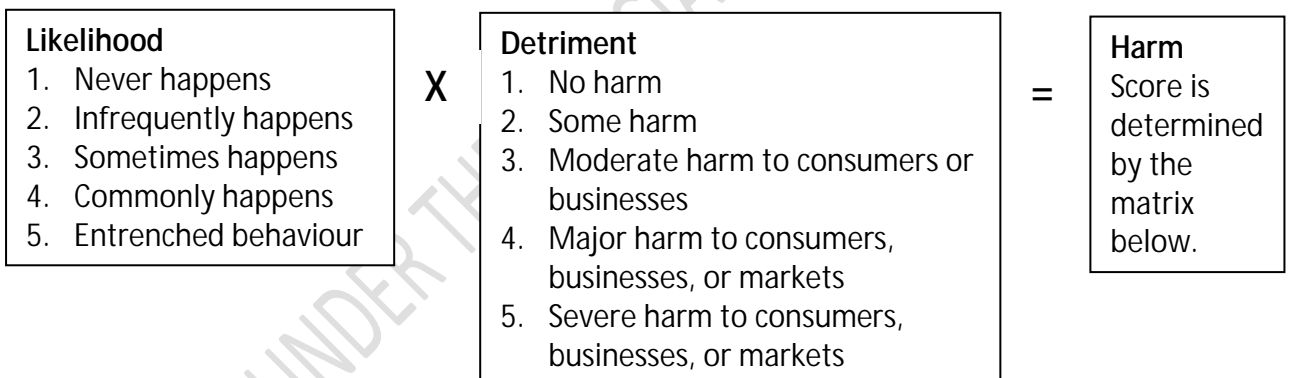 Likelihood
1. Never happens
2. Infrequently happens
3. Sometimes happens
4. Commonly happens
5. Entrenched behaviour
X
Detriment
1. No harm
2. Some harm
3. Moderate harm to consumers or
businesses
4. Major harm to consumers,
businesses, or markets
5. Severe harm to consumers,
businesses, or markets
=
Harm
Score is
determined
by the
matrix
below.
UNDER